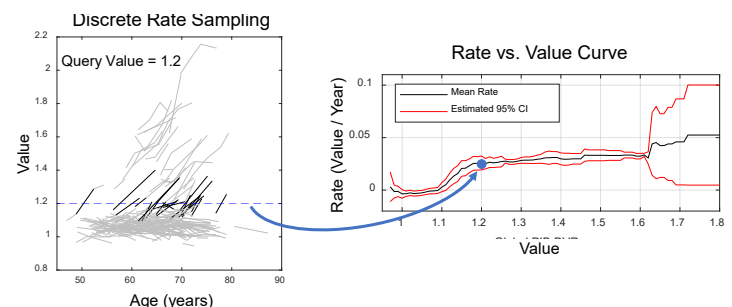 Discrete Rate Sampling
Query Value = 1.2
Value
2.2
2
1.8
1.6
1.4
1.2
1
0.8
50
60
70
80
90
Age (years)
Rate vs. Value Curve
Mean Rate
Estimated 95% CI
Rate (Value / Year)
0.1
0.05
0
1.1
1.2
1.3
1.4
1.5
1.6
1.7
1.8
Value